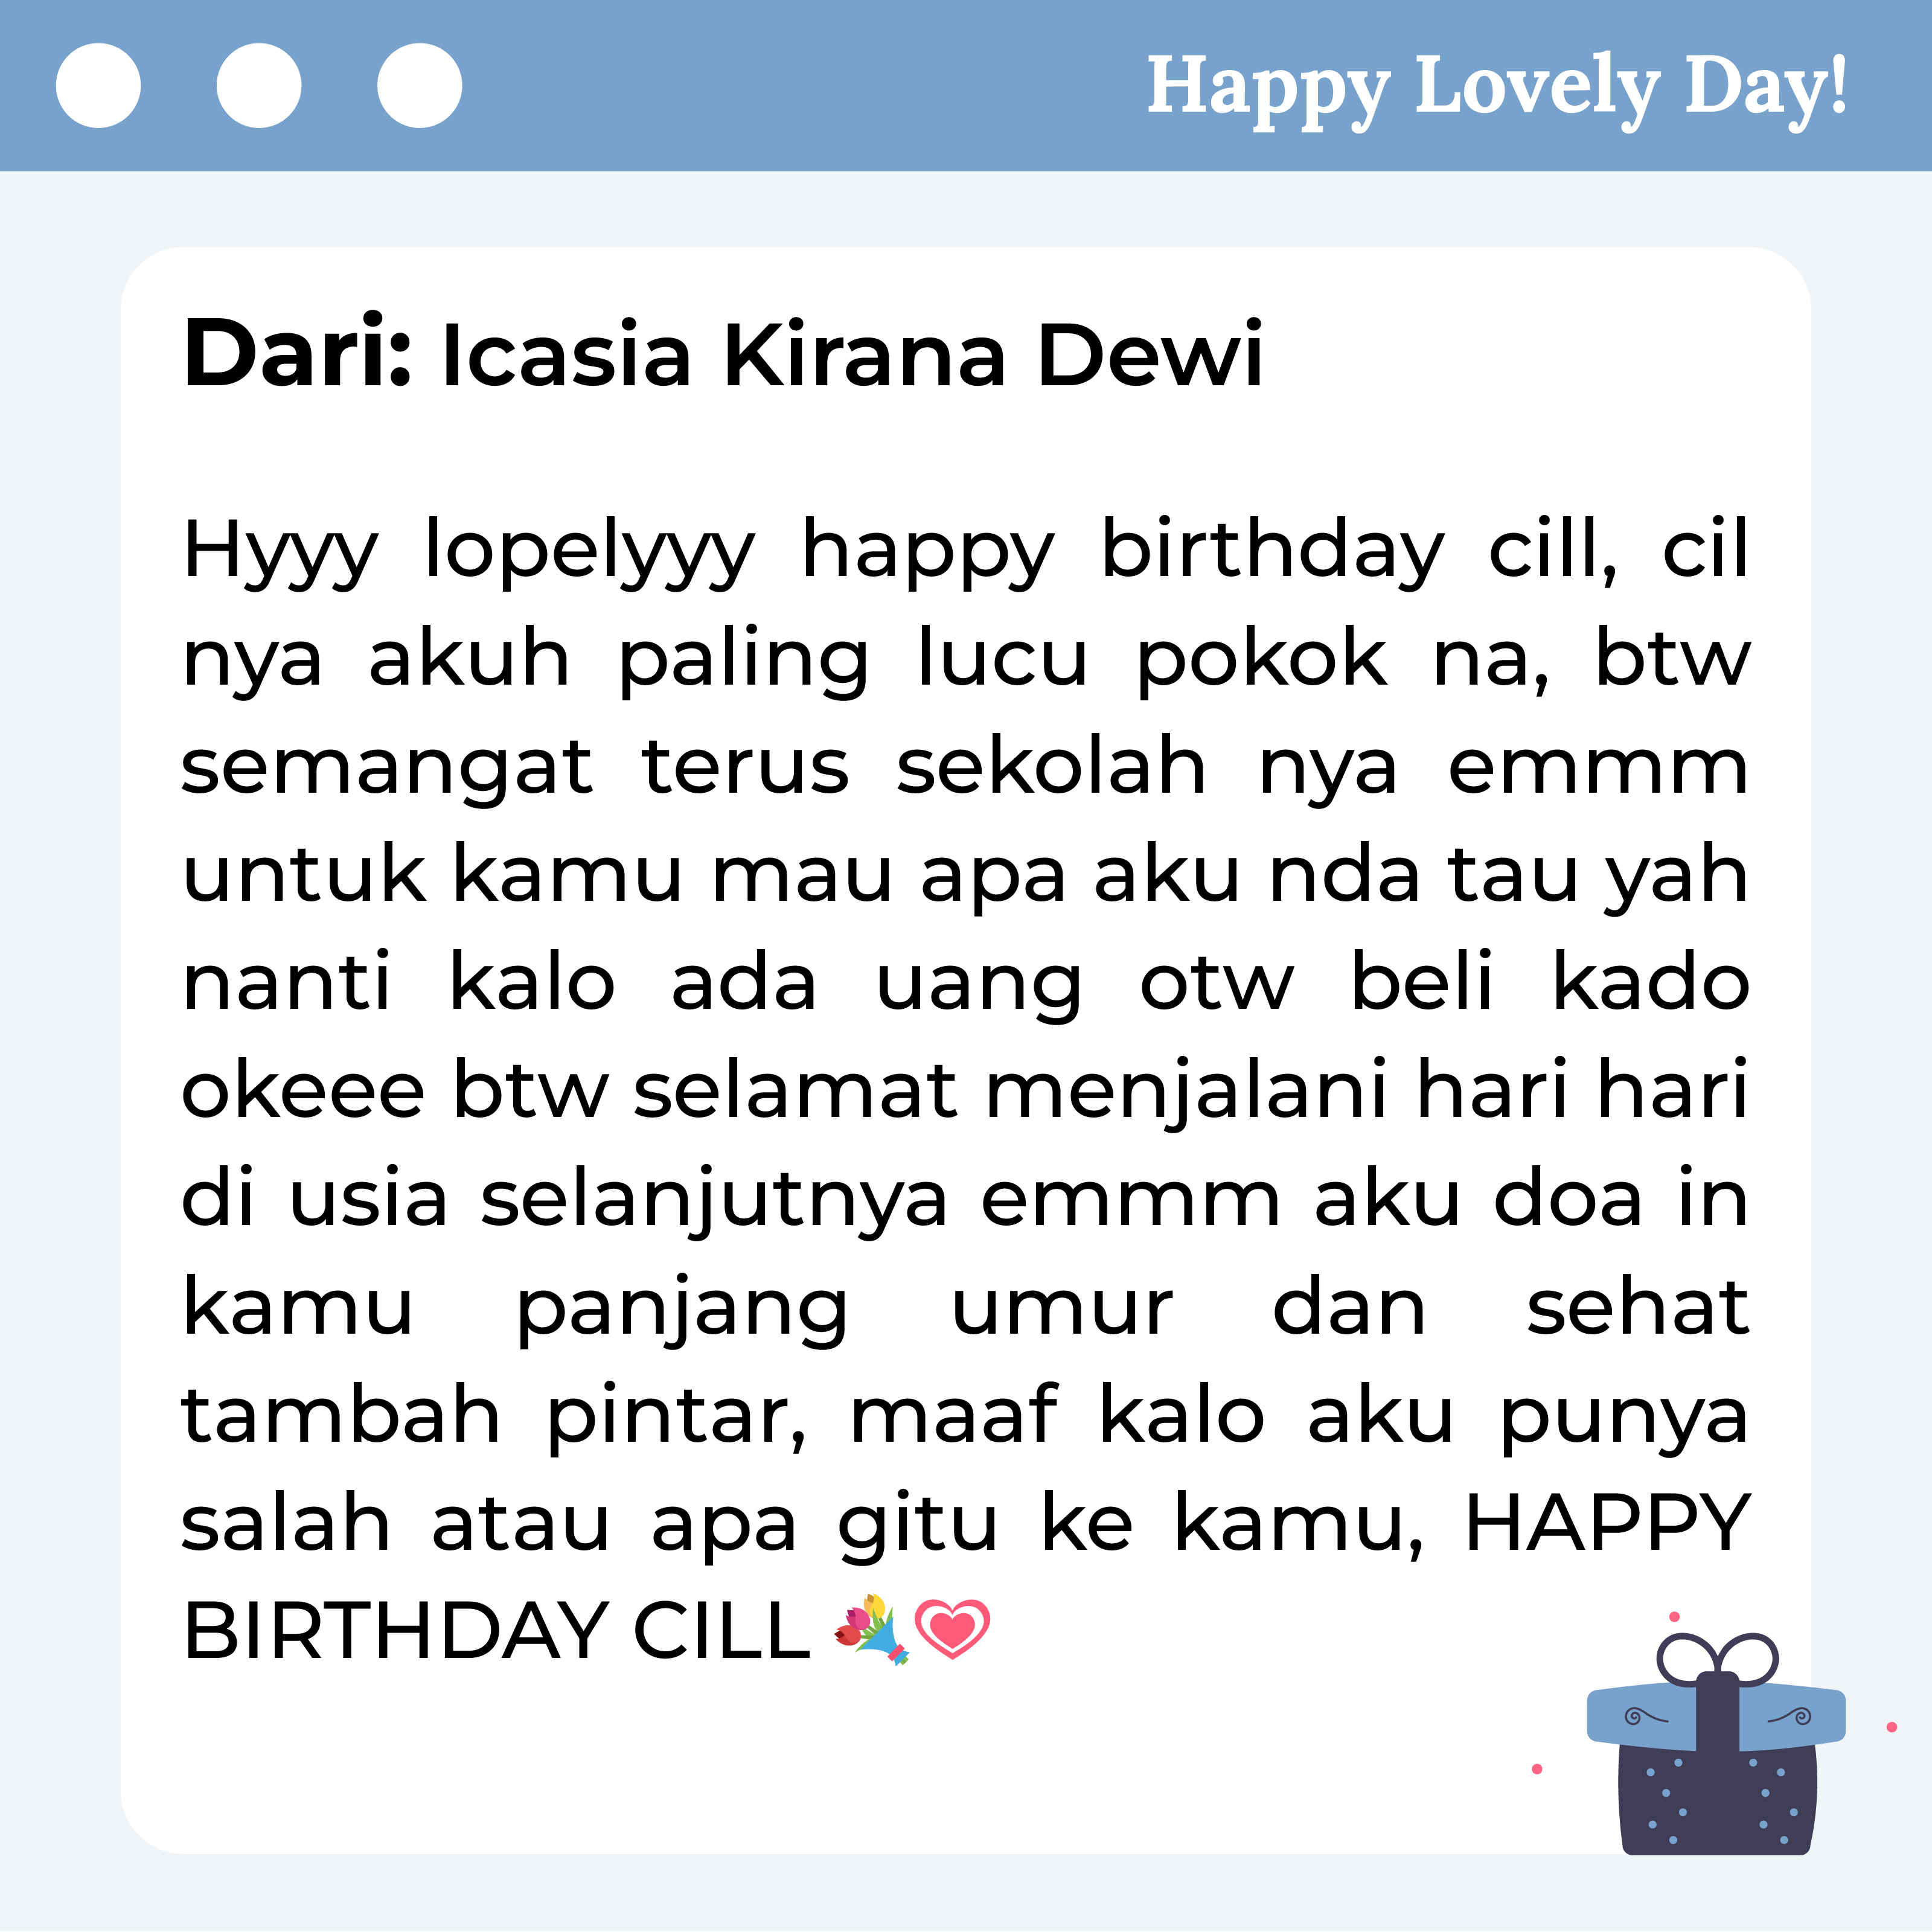 Happy Lovely Day!
Dari: Icasia Kirana Dewi
Hyyy lopelyyy happy birthday cill, cil
nya akuh paling lucu pokok na, btw
semangat terus sekolah nya emmm
untuk kamu mau apa aku nda tau yah
nanti kalo ada uang otw beli kado
okeee btw selamat menjalani hari hari
di usia selanjutnya emmm aku doa in
kamu panjang umur dan sehat
tambah pintar, maaf kalo aku punya
salah atau apa gitu ke kamu, HAPPY
BIRTHDAY CILL 💐💗